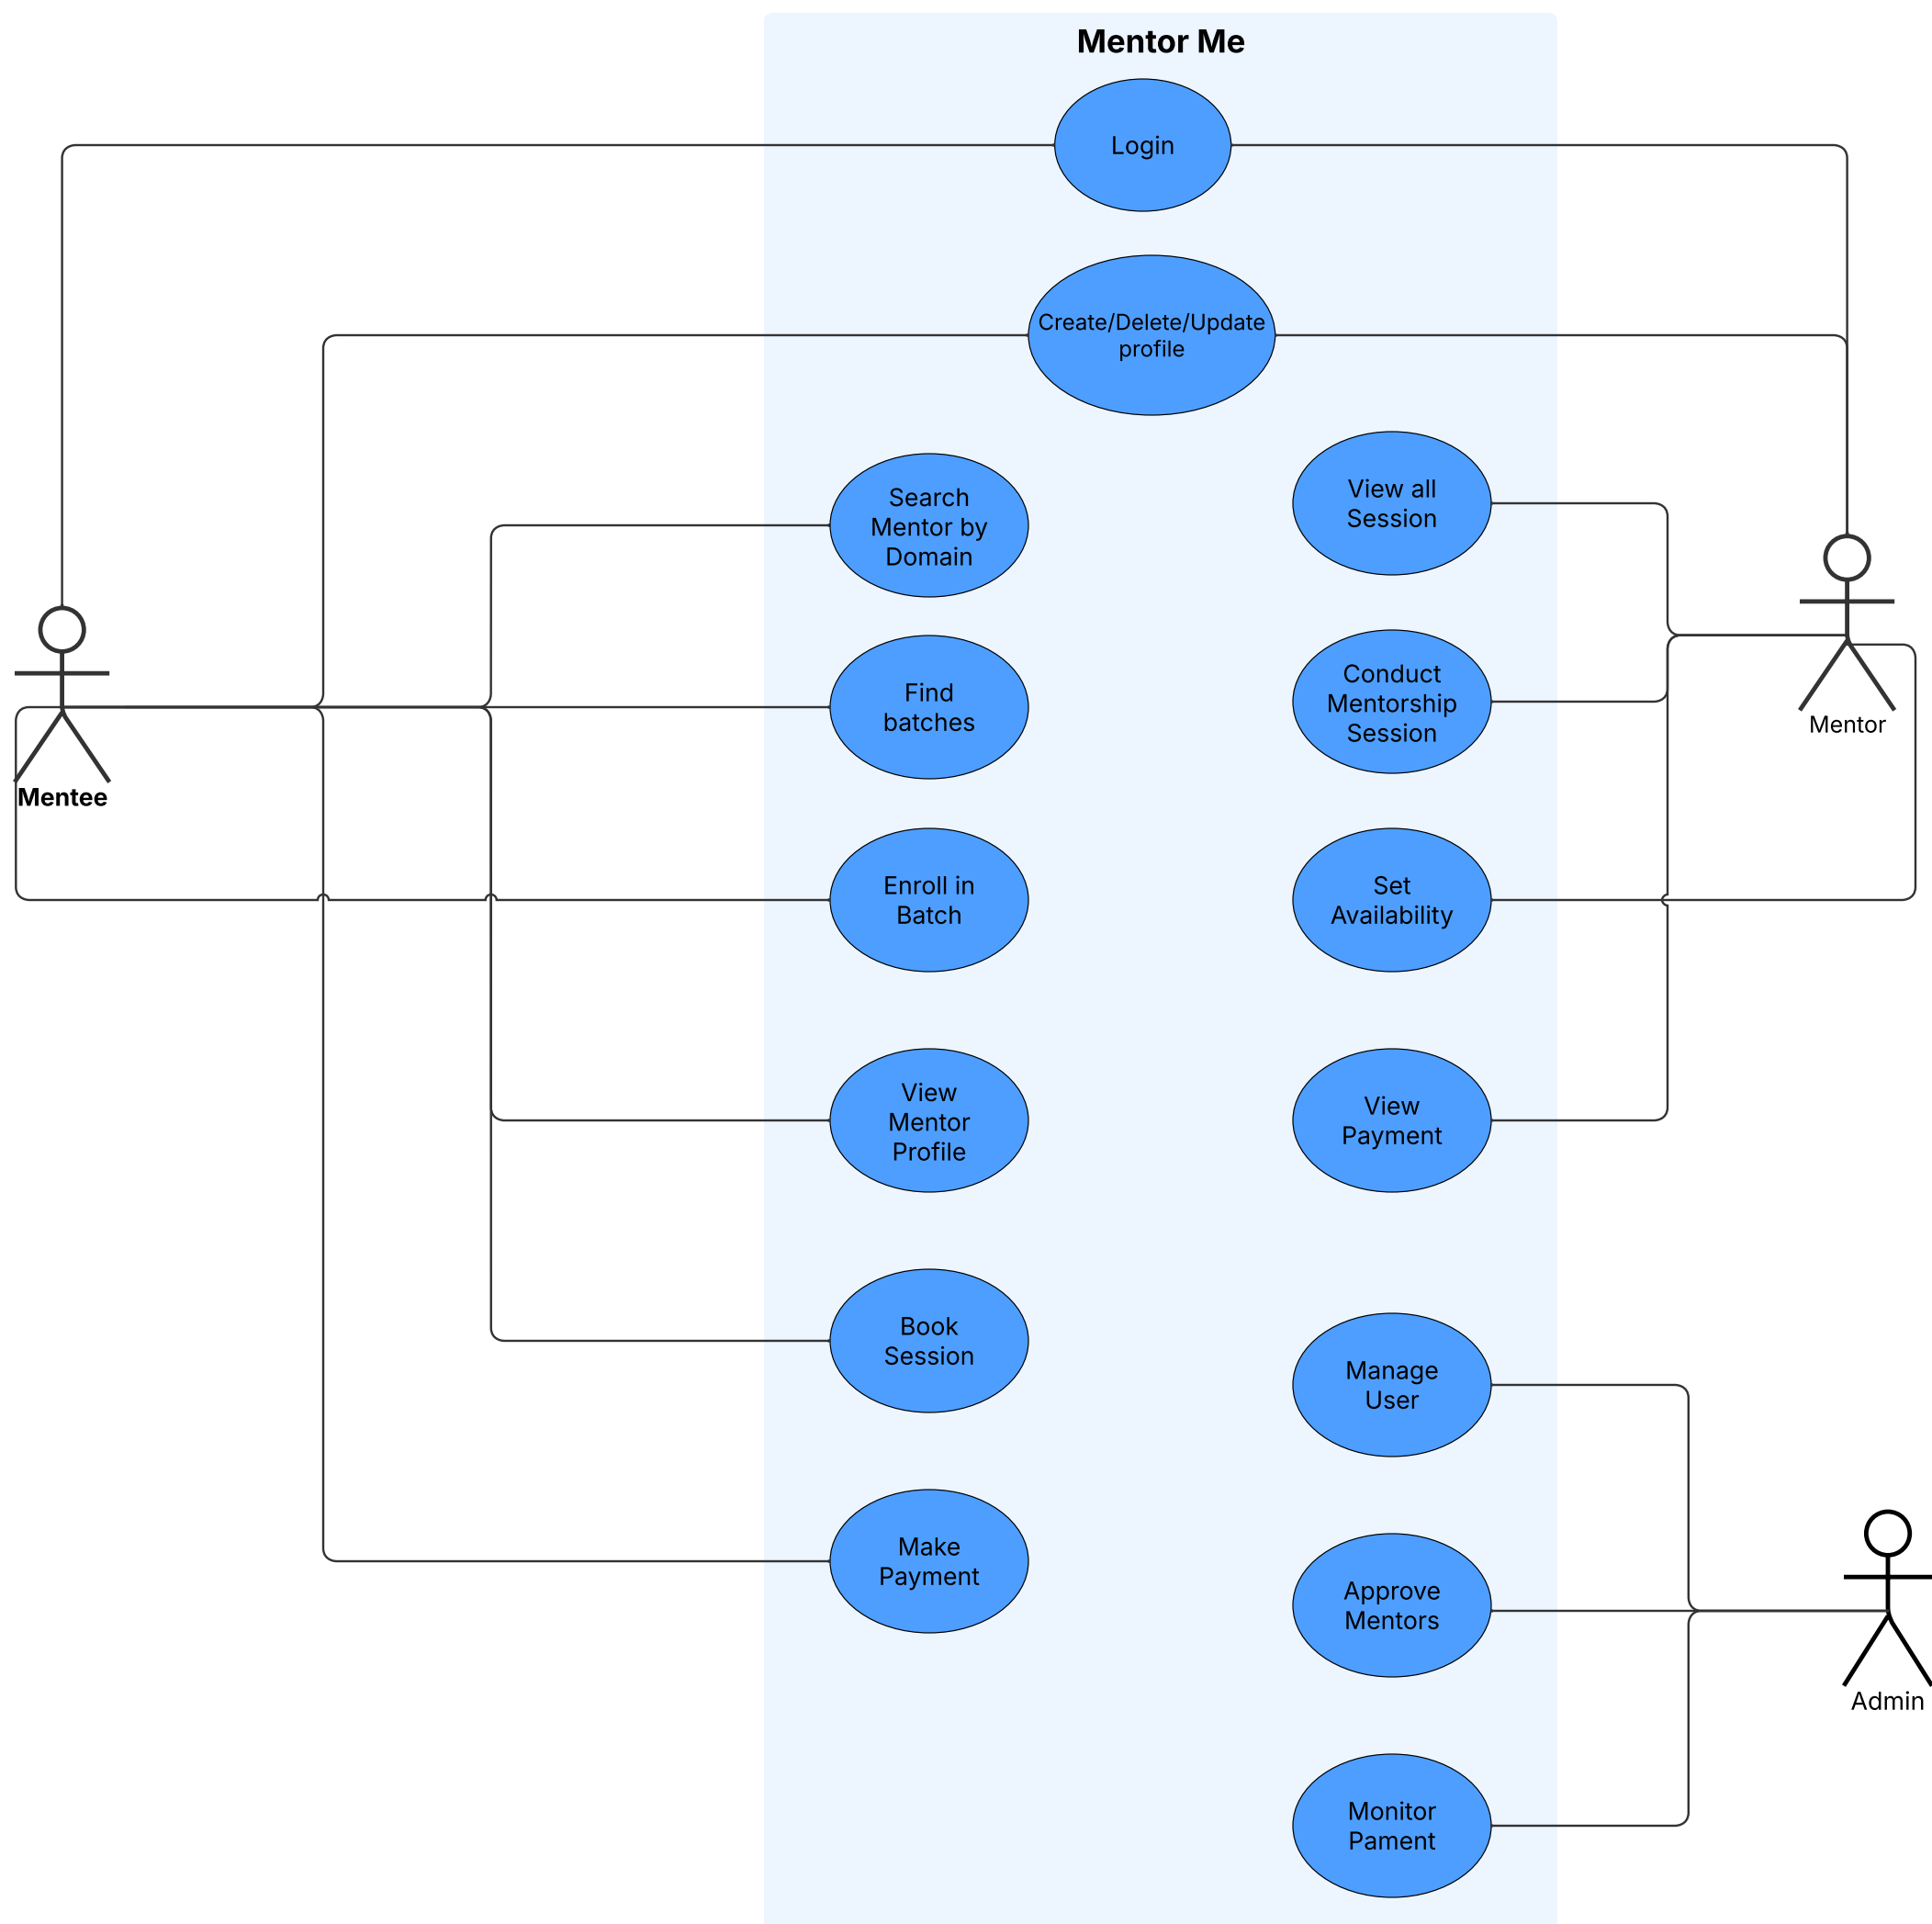 Mentor Me
Login
Create/Delete/Update
profile
Search
Mentor by
Domain
View all
Session
Find
batches
Conduct
Mentorship
Session
Mentor
Mentee
Enroll in
Batch
Set
Availability
View
Mentor
Profile
View
Payment
Book
Session
Manage
User
Make
Payment
Approve
Mentors
Admin
Monitor
Pament